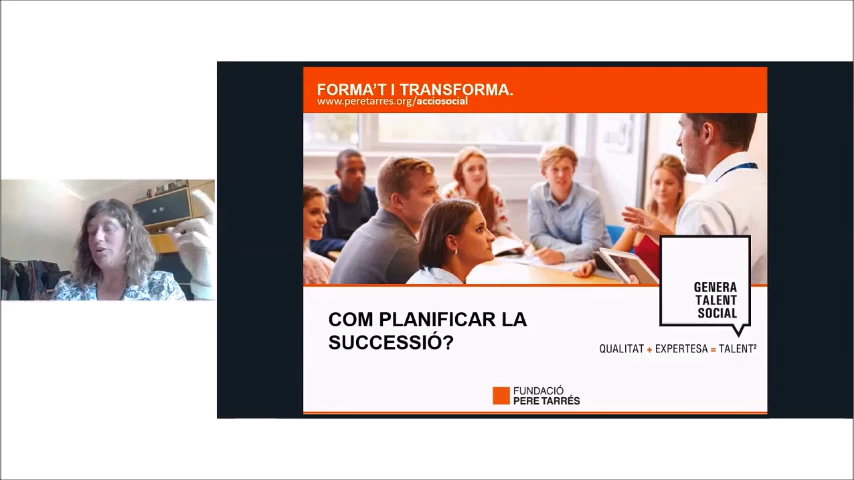 FORMA'T I TRANSFORMA.
www.peretarres.org/acciosocial
GENERA
TALENT
SOCIAL
COM PLANIFICAR LA
SUCCESSIÓ?
QUALITAT + EXPERTESA = TALENT²
FUNDACIÓ
PERE TARRÉS